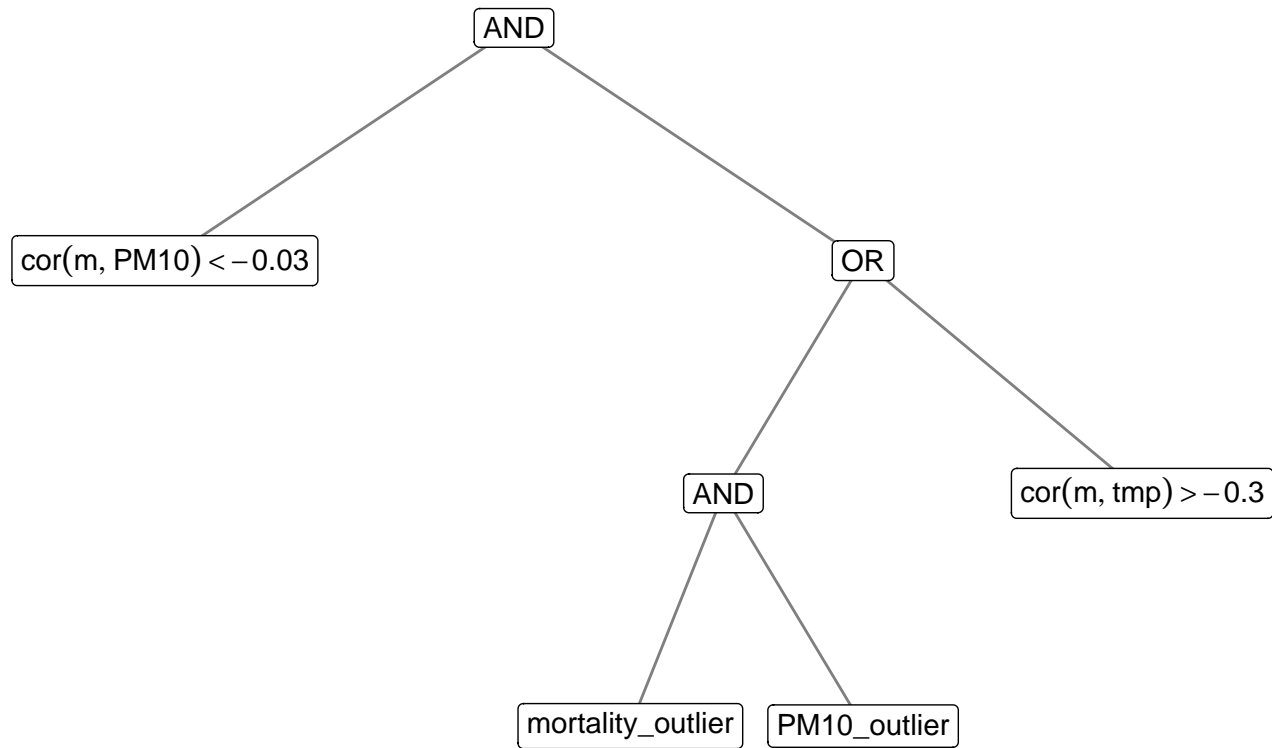 AND
cor(m, PM10) < −0.03
OR
AND
cor(m, tmp) > −0.3
mortality_outlier
PM10_outlier